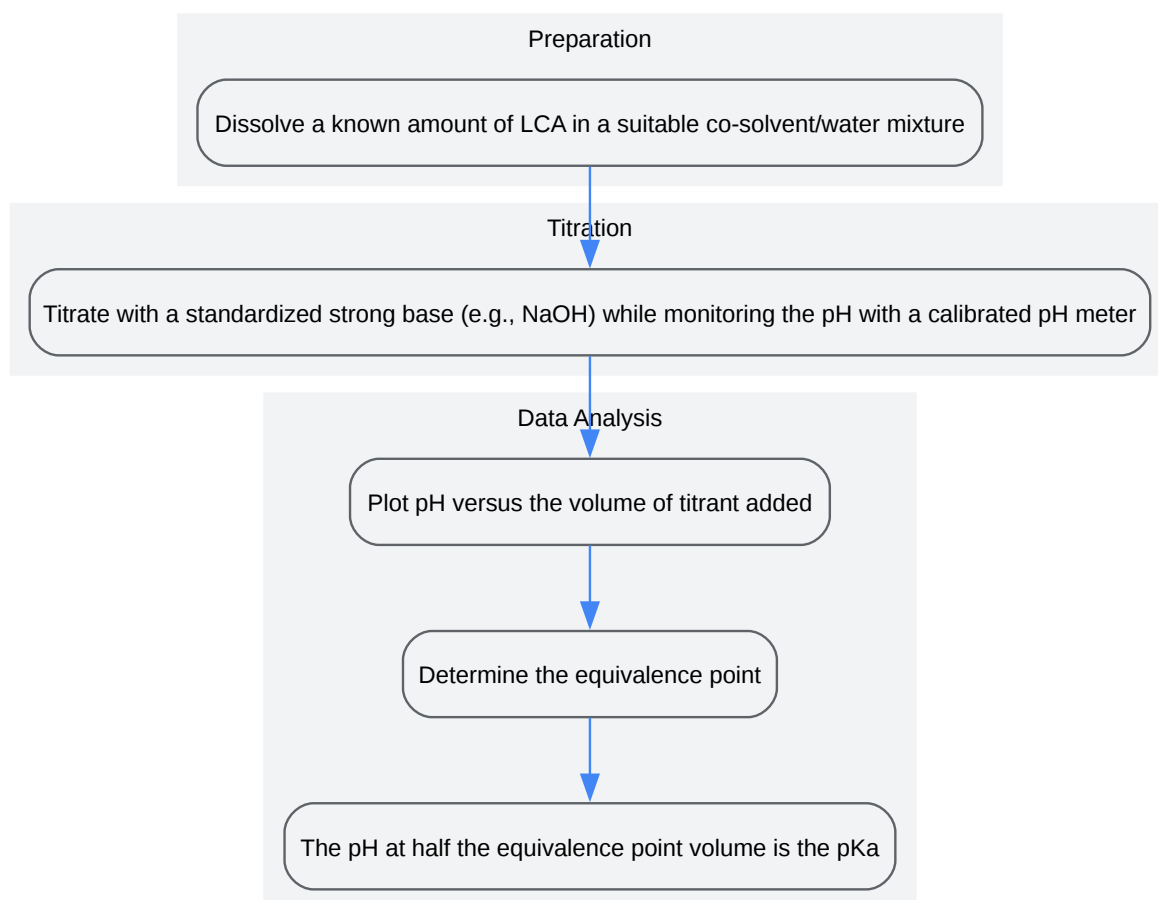 Preparation
Dissolve a known amount of LCA in a suitable co-solvent/water mixture
Titration
Titrate with a standardized strong base (e.g., NaOH) while monitoring the pH with a calibrated pH meter
Data Analysis
Plot pH versus the volume of titrant added
Determine the equivalence point
The pH at half the equivalence point volume is the pKa